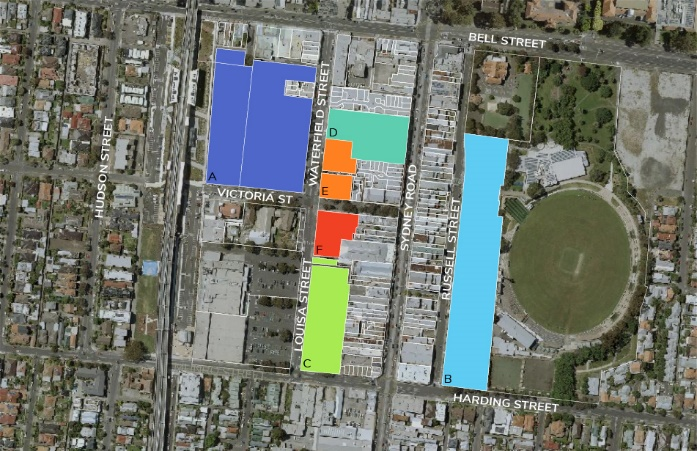 BELL STREET
HUDSON STREET
WATERFIELD STREET
D
A
E
VICTORIA ST
SYDNEY ROAD
RUSSELL STREET
F
LOUISA STREET
C
B
HARDING STREET